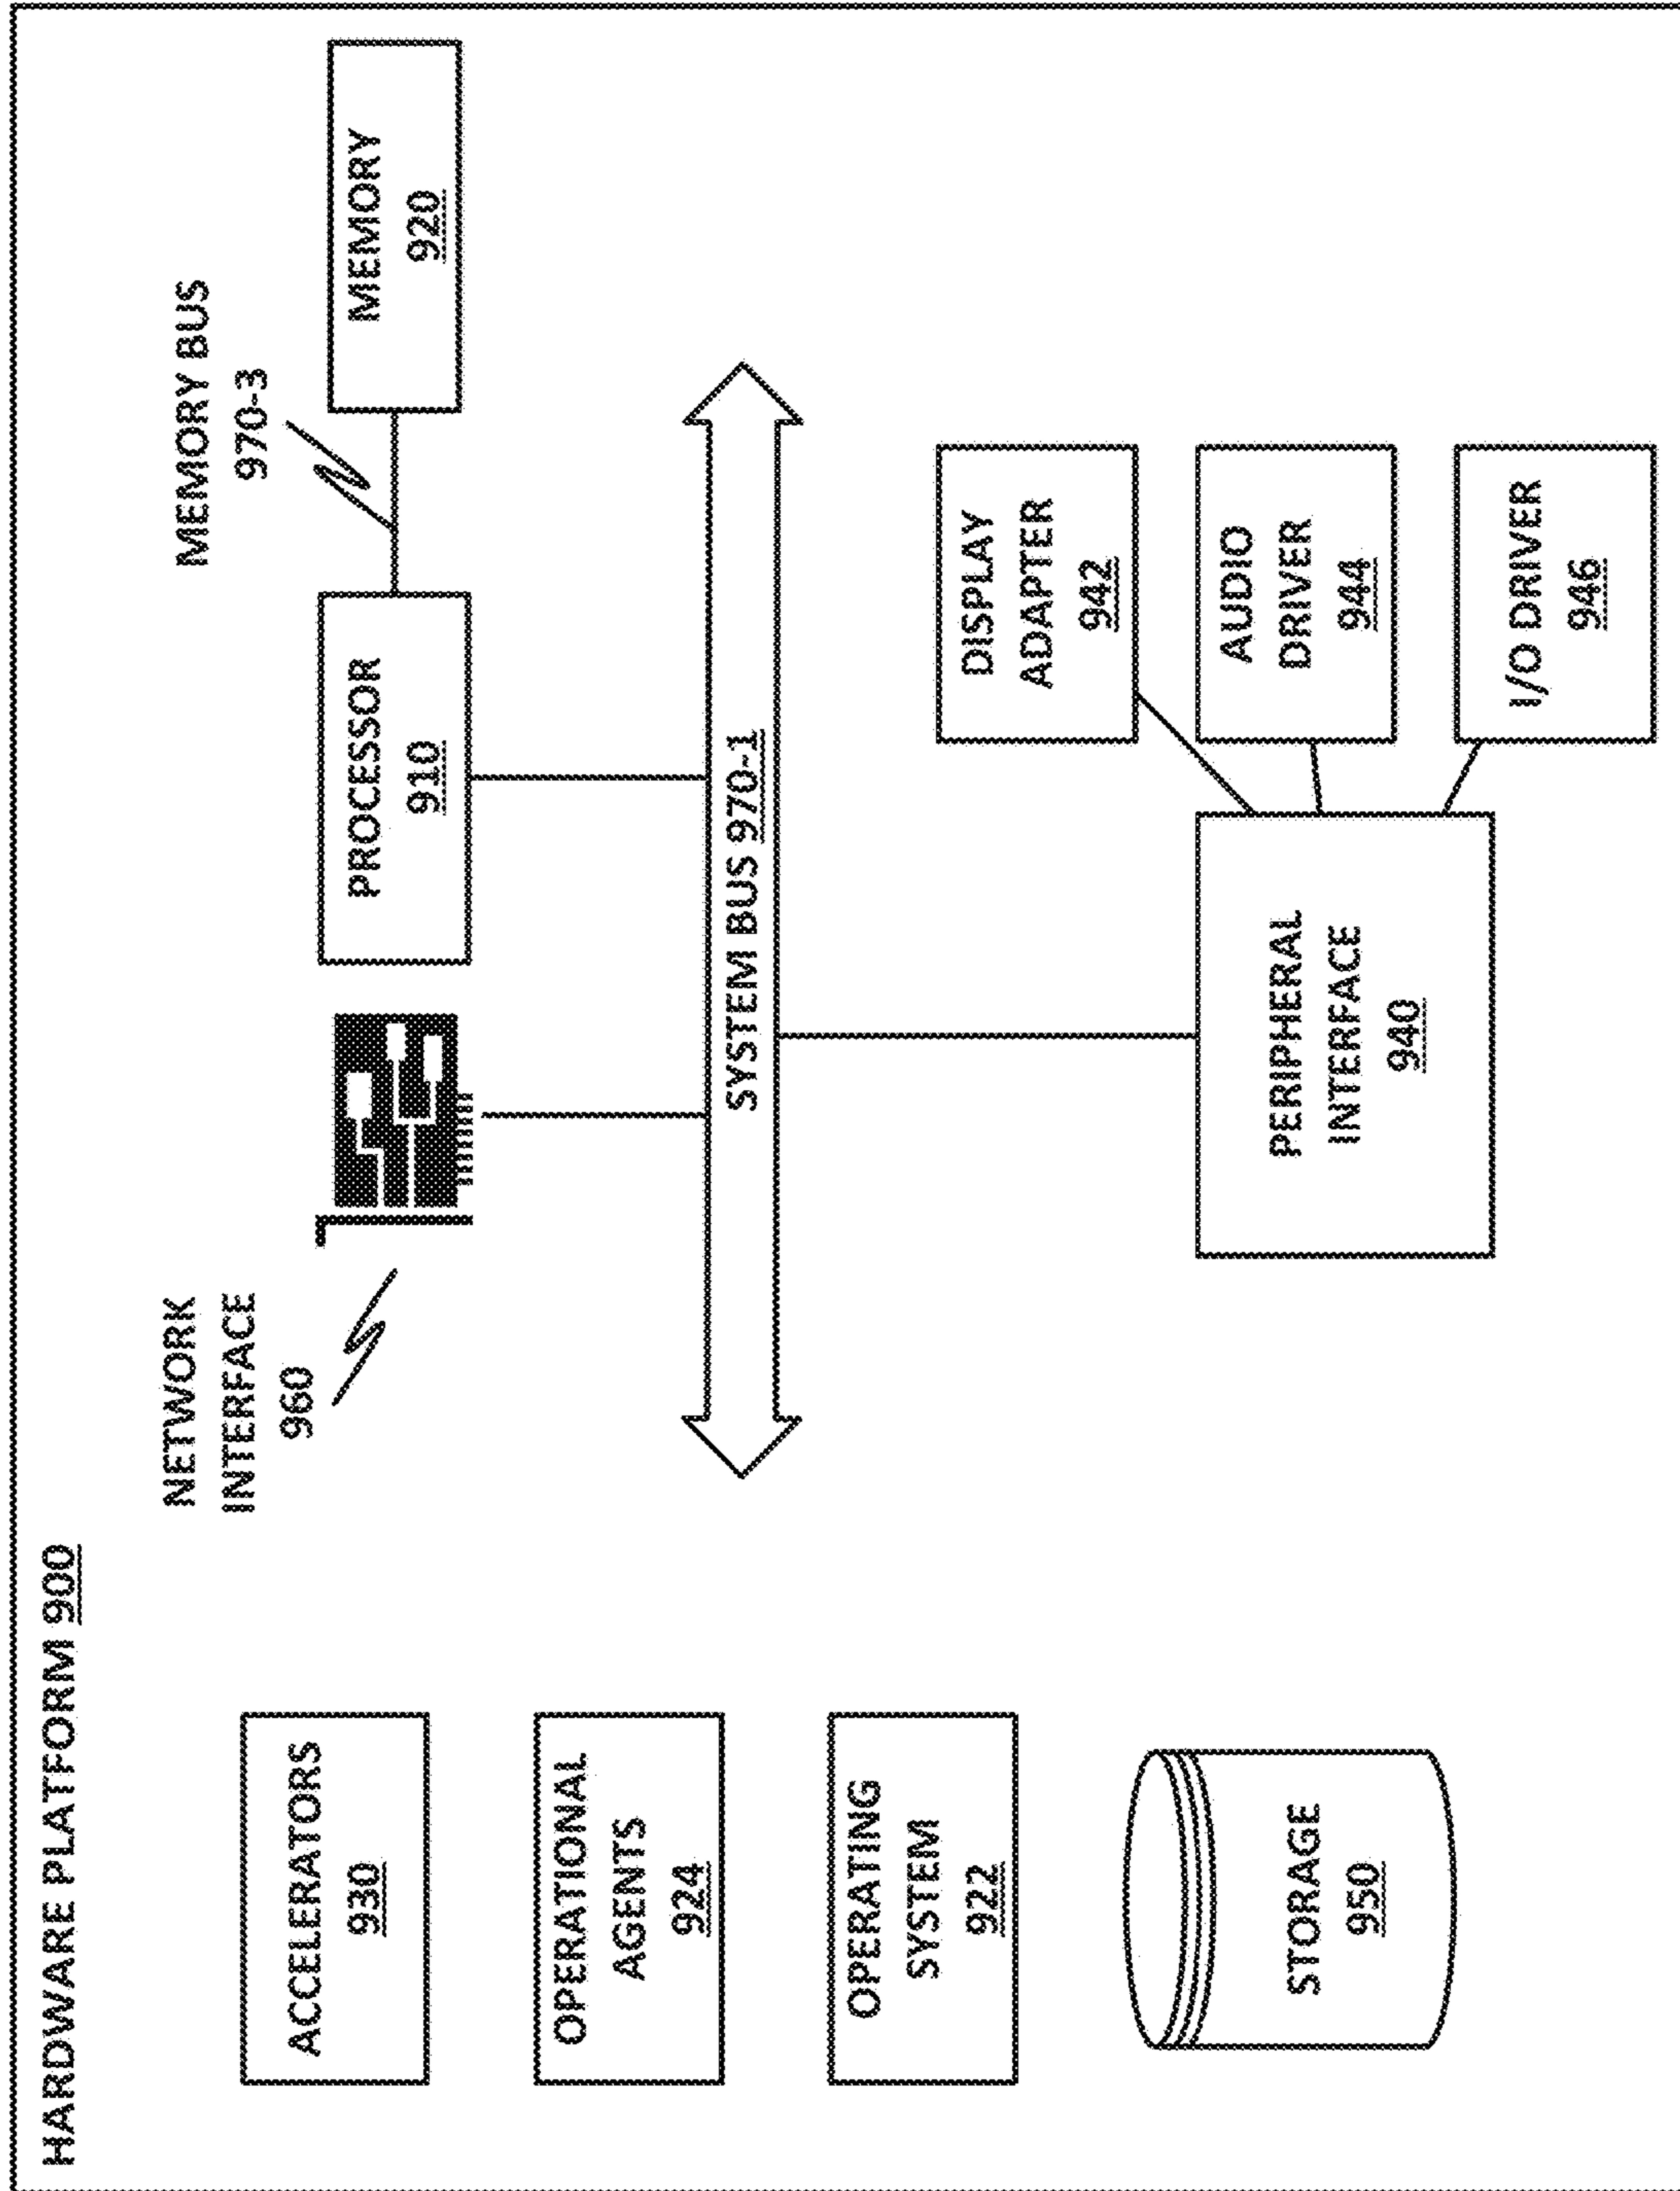 HARDWARE PLATFORM 900
ACCELERATORS
930
OPERATIONAL
AGENTS
924
OPERATING
SYSTEM
922
STORAGE
950
NETWORK
INTERFACE
960
PROCESSOR
910
MEMORY BUS
970-3
MEMORY
920
SYSTEM BUS 970-1
PERIPHERAL
INTERFACE
940
DISPLAY
ADAPTER
942
AUDIO
DRIVER
944
I/O DRIVER
946